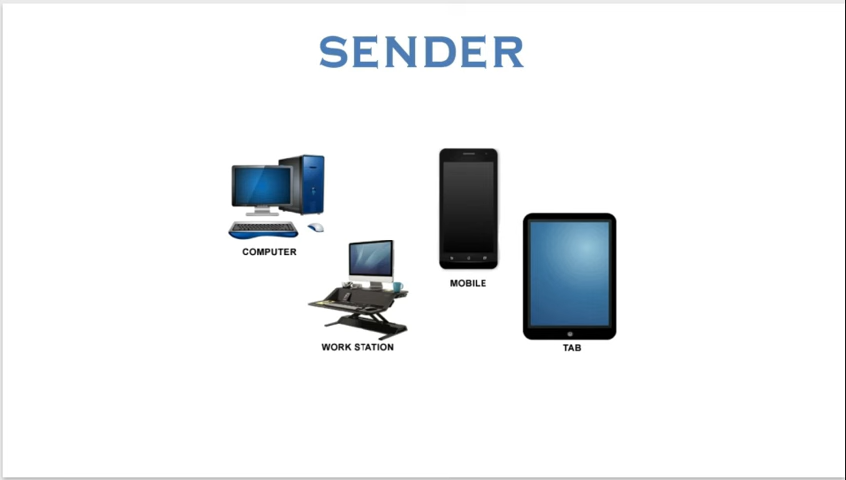 SENDER
COMPUTER
MOBILE
WORK STATION
TAB